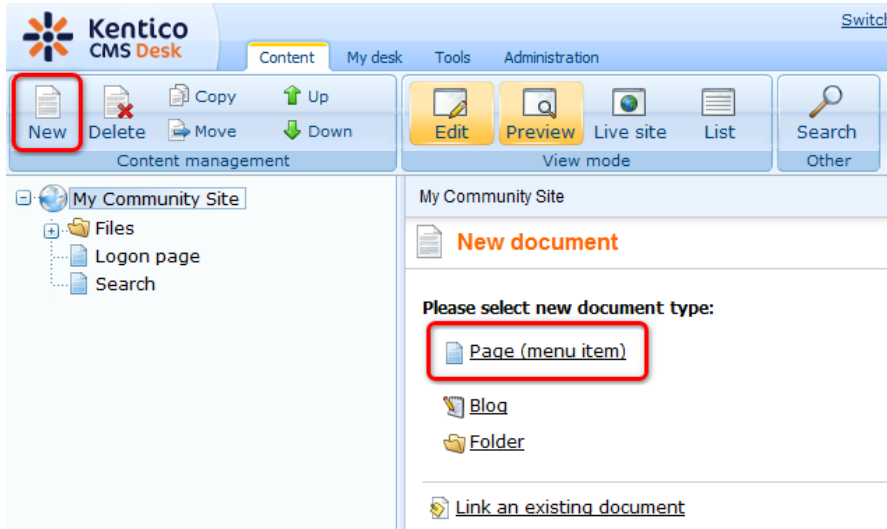 Kentico
CMS Desk
Content My desk Tools Administration
New Delete Copy Move Up Down
Content management
Edit Preview Live site List
View mode
Search
Other
My Community Site
Files
Logon page
Search
My Community Site
New document
Please select new document type:
Page (menu item)
Blog
Folder
Link an existing document